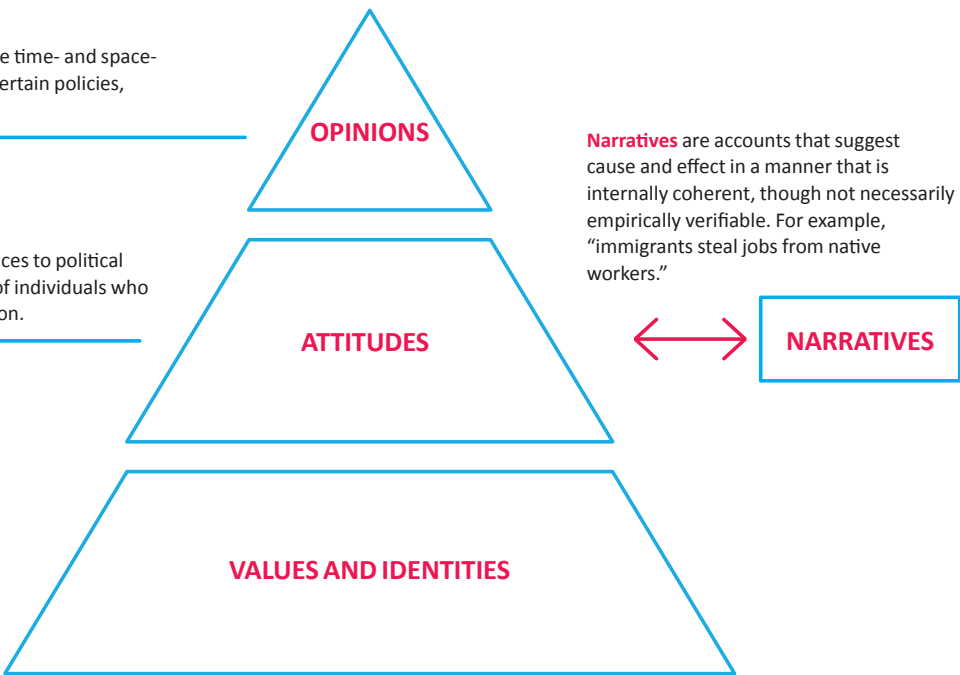 e time- and space-
ertain policies,
OPINIONS
Narratives are accounts that suggest
cause and effect in a manner that is
internally coherent, though not necessarily
empirically verifiable. For example,
“immigrants steal jobs from native
workers.”
ces to political
of individuals who
on.
ATTITUDES
NARRATIVES
VALUES AND IDENTITIES